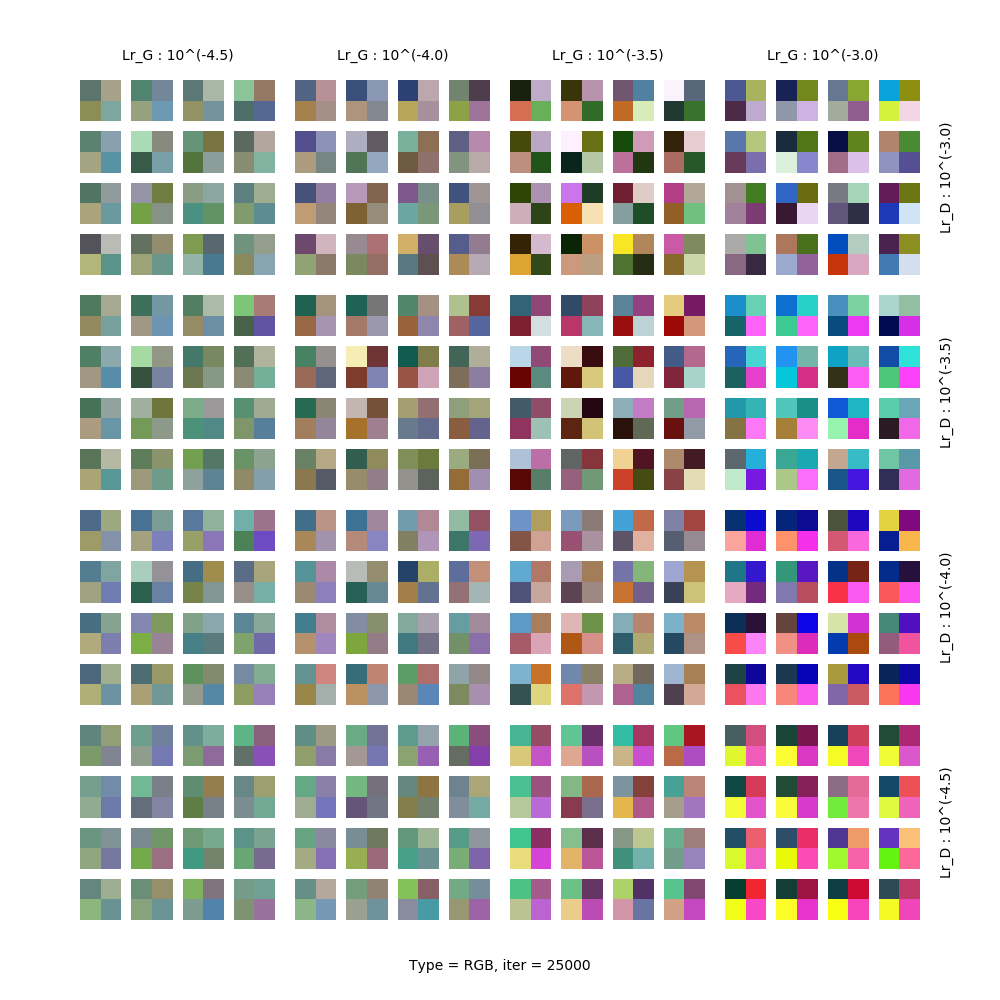 Lr_G : 10^(-4.5)
Lr_G : 10^(-4.0)
Lr_G : 10^(-3.5)
Lr_G : 10^(-3.0)
Lr_D : 10^(-3.0)
Lr_D : 10^(-3.5)
Lr_D : 10^(-4.0)
Lr_D : 10^(-4.5)
Type = RGB, iter = 25000